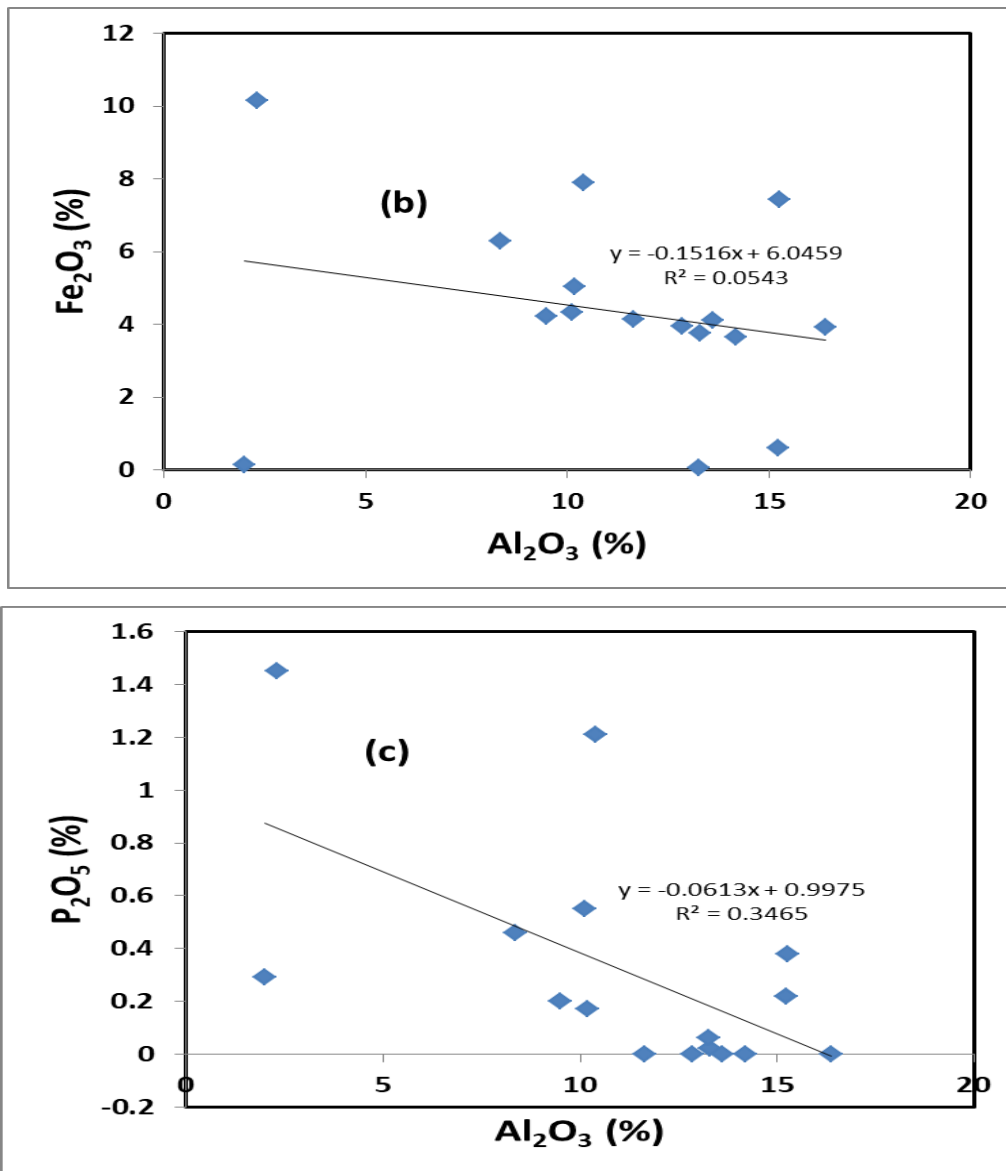 12
10
8
6
4
2
0
Fe₂O₃ (%)
(b)
y = -0.1516x + 6.0459
R² = 0.0543
0 5 10 15 20
Al₂O₃ (%)
1.6
1.4
1.2
1
0.8
0.6
0.4
0.2
0
-0.2
P₂O₅ (%)
(c)
y = -0.0613x + 0.9975
R² = 0.3465
0 5 10 15 20
Al₂O₃ (%)